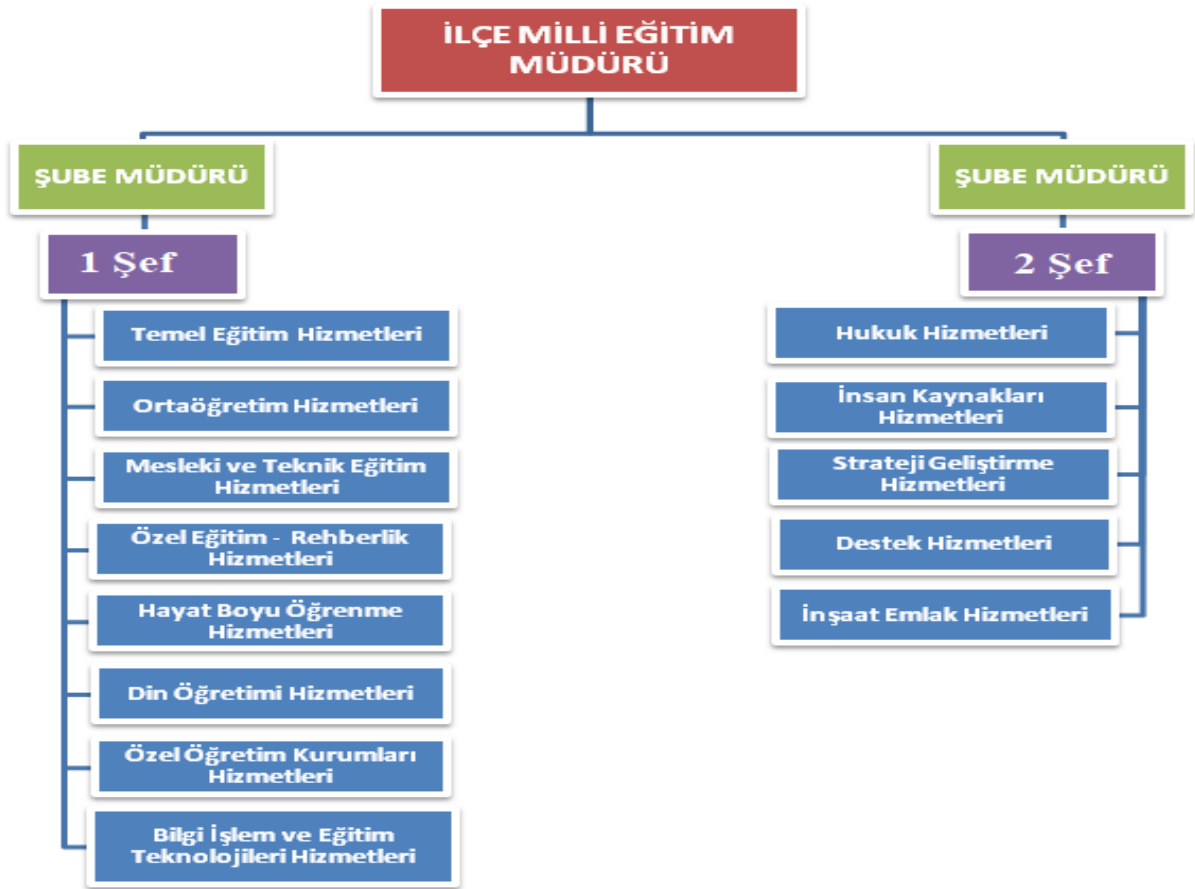 İLÇE MİLLİ EĞİTİM
MÜDÜRÜ
ŞUBE MÜDÜRÜ
1 Şef
Temel Eğitim Hizmetleri
Ortaöğretim Hizmetleri
Mesleki ve Teknik Eğitim
Hizmetleri
Özel Eğitim - Rehberlik
Hizmetleri
Hayat Boyu Öğrenme
Hizmetleri
Din Öğretimi Hizmetleri
Özel Öğretim Kurumları
Hizmetleri
Bilgi İşlem ve Eğitim
Teknolojileri Hizmetleri
ŞUBE MÜDÜRÜ
2 Şef
Hukuk Hizmetleri
İnsan Kaynakları
Hizmetleri
Strateji Geliştirme
Hizmetleri
Destek Hizmetleri
İnşaat Emlak Hizmetleri